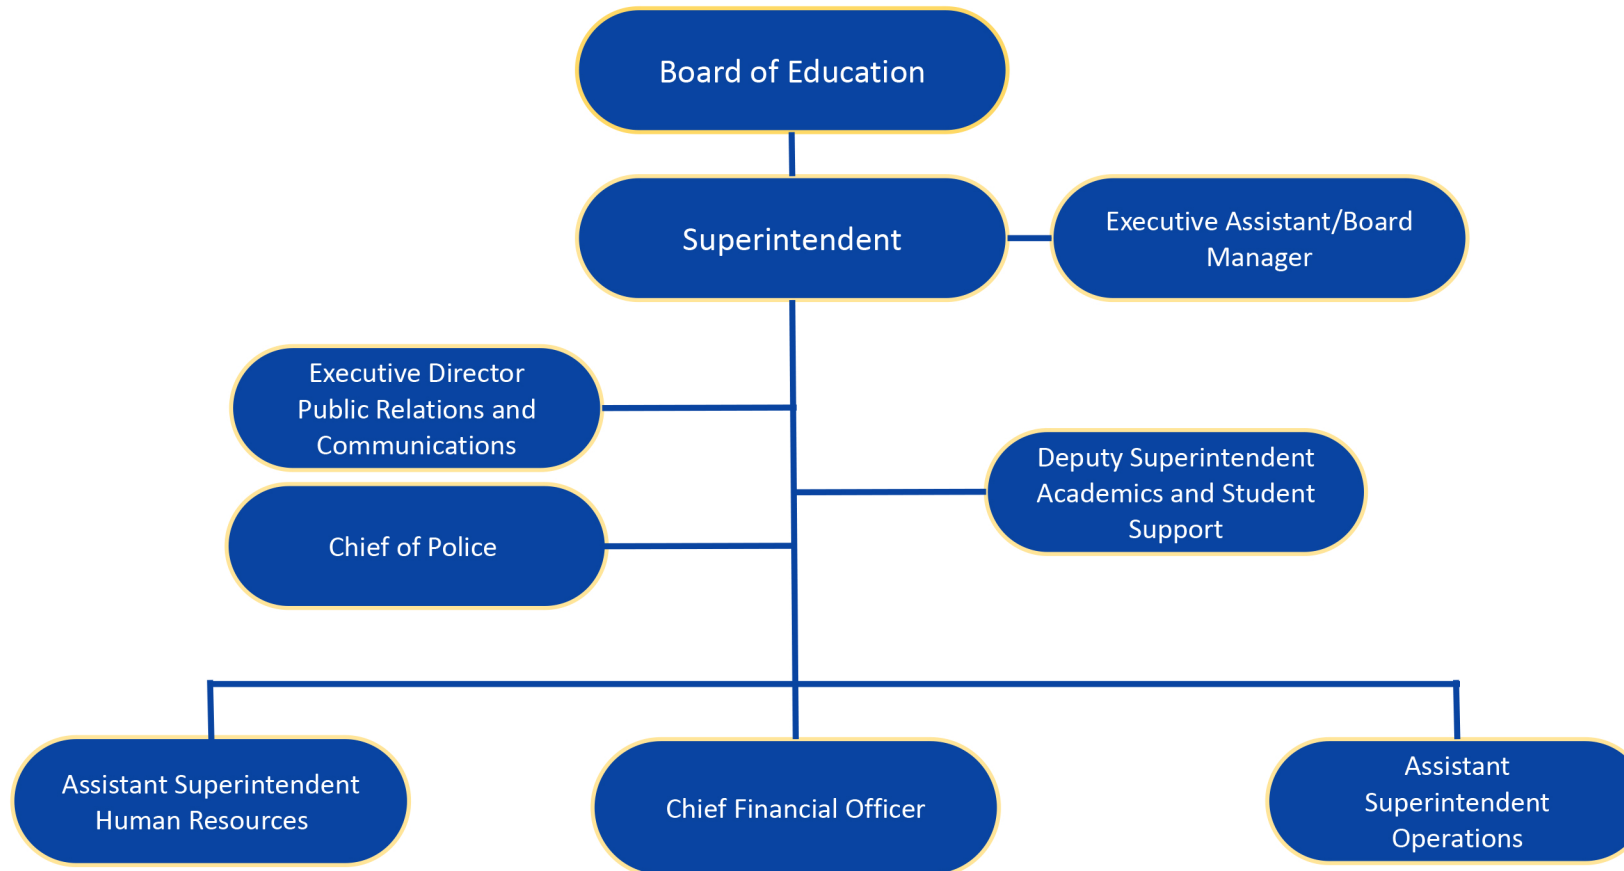 Board of Education
Superintendent
Executive Assistant/Board
Manager
Executive Director
Public Relations and
Communications
Deputy Superintendent
Academics and Student
Support
Chief of Police
Assistant Superintendent
Human Resources
Chief Financial Officer
Assistant
Superintendent
Operations